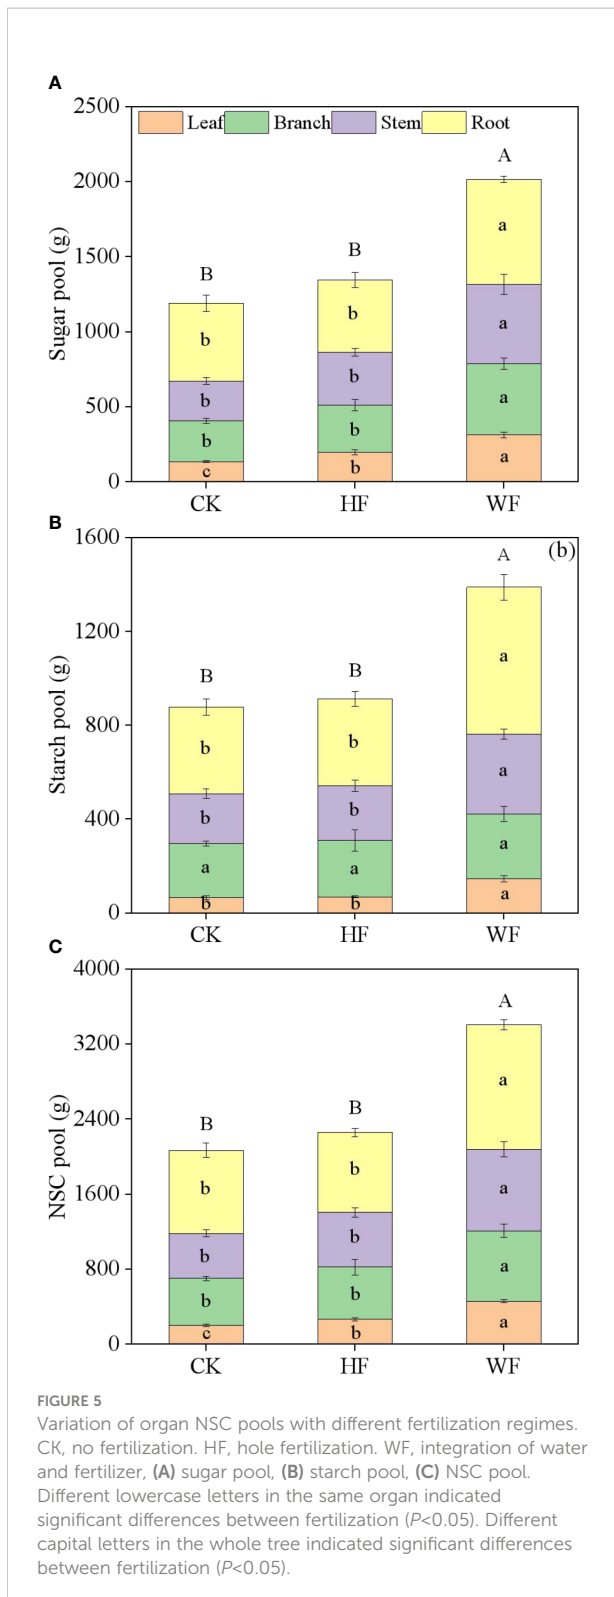 A
2500
Leaf Branch Stem Root
A
2000
a
Sugar pool (g)
1500
B
B
a
1000
b
b
b
a
500
b
b
b
c
b
a
0
CK HF WF
B
1600
(b)
A
1200
a
B
B
Starch pool (g)
800
b
b
a
400
b
b
a
a
a
b
b
a
0
CK HF WF
C
4000
A
3200
a
NSC pool (g)
2400
B
B
b
b
a
1600
b
b
a
800
b
b
c
b
a
0
CK HF WF
FIGURE 5
Variation of organ NSC pools with different fertilization regimes.
CK, no fertilization. HF, hole fertilization. WF, integration of water
and fertilizer, (A) sugar pool, (B) starch pool, (C) NSC pool.
Different lowercase letters in the same organ indicated
significant differences between fertilization (P<0.05). Different
capital letters in the whole tree indicated significant differences
between fertilization (P<0.05).